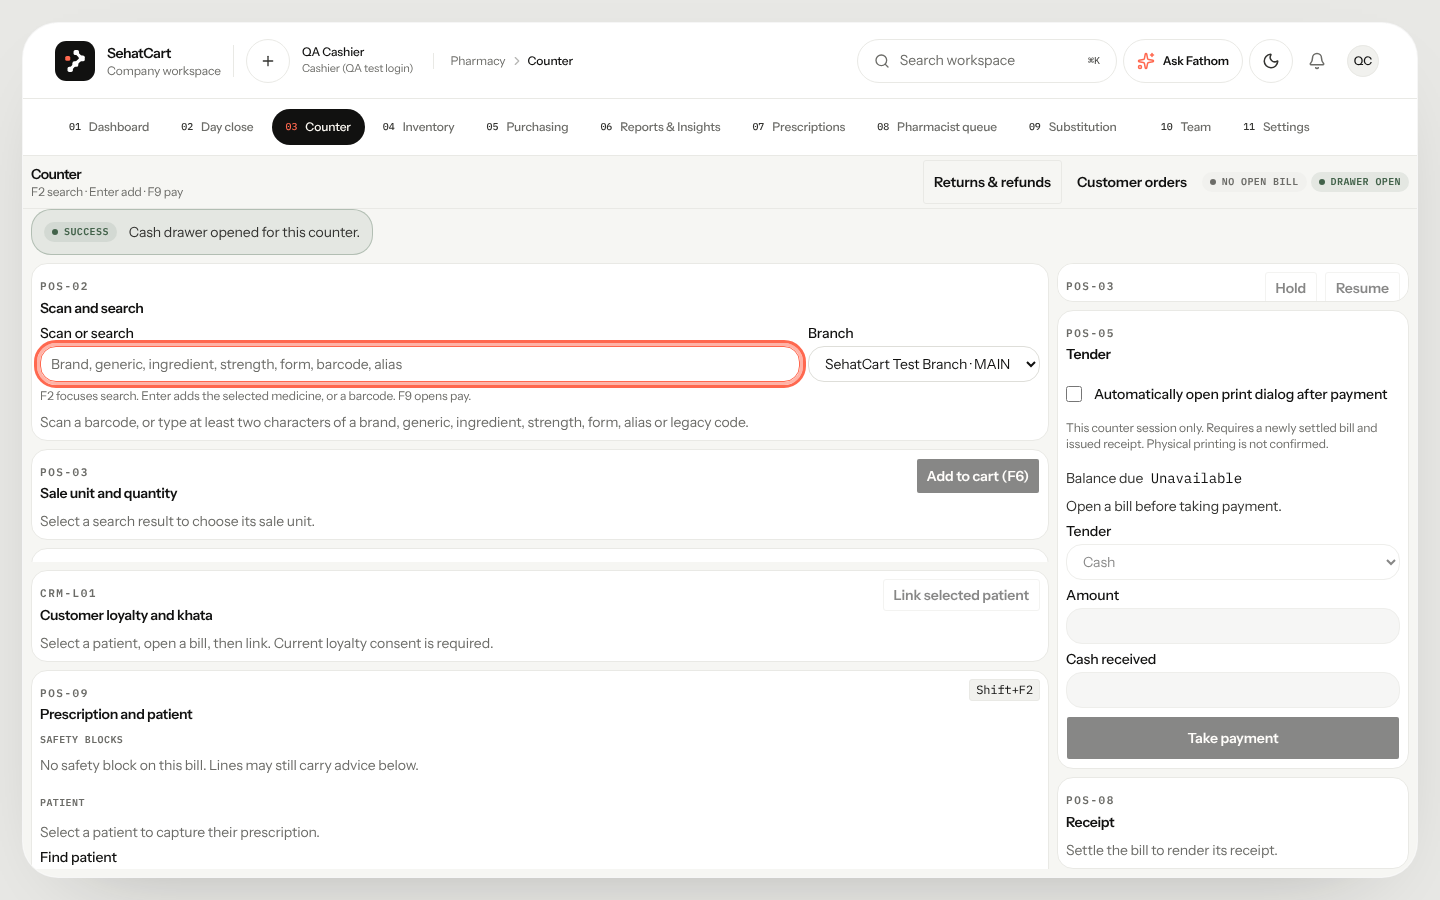 SehatCart
Company workspace
QA Cashier
Cashier (QA test login)
Pharmacy > Counter
Search workspace ⌘K
Ask Fathom
QC
01 Dashboard
02 Day close
03 Counter
04 Inventory
05 Purchasing
06 Reports & Insights
07 Prescriptions
08 Pharmacist queue
09 Substitution
10 Team
11 Settings
Counter
F2 search · Enter add · F9 pay
Returns & refunds
Customer orders
NO OPEN BILL
DRAWER OPEN
SUCCESS Cash drawer opened for this counter.
POS-02
Scan and search
Scan or search
Brand, generic, ingredient, strength, form, barcode, alias
Branch
SehatCart Test Branch · MAIN
F2 focuses search. Enter adds the selected medicine, or a barcode. F9 opens pay.
Scan a barcode, or type at least two characters of a brand, generic, ingredient, strength, form, alias or legacy code.
POS-03
Sale unit and quantity
Add to cart (F6)
Select a search result to choose its sale unit.
CRM-L01
Customer loyalty and khata
Link selected patient
Select a patient, open a bill, then link. Current loyalty consent is required.
POS-09
Shift+F2
Prescription and patient
SAFETY BLOCKS
No safety block on this bill. Lines may still carry advice below.
PATIENT
Select a patient to capture their prescription.
Find patient
POS-03
Hold
Resume
POS-05
Tender
Automatically open print dialog after payment
This counter session only. Requires a newly settled bill and
issued receipt. Physical printing is not confirmed.
Balance due Unavailable
Open a bill before taking payment.
Tender
Cash
Amount
Cash received
Take payment
POS-08
Receipt
Settle the bill to render its receipt.